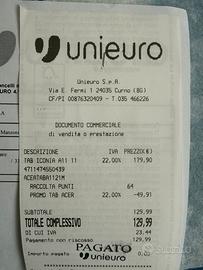 unieuro
Unieuro S.p.A.
Via E. Fermi 1 24035 Curno (BG)
CF/PI 00876320409 - T.035 466226
DOCUMENTO COMMERCIALE
di vendita o prestazione
DESCRIZIONE IVA PREZZO(€)
TAB ICONIA A11 11 22.00% 179,90
4711474550439
ACERTABA1121M
RACCOLTA PUNTI 64
PROMO TAB ACER 22.00% -49,91
SUBTOTALE 129,99
TOTALE COMPLESSIVO 129,99
DI CUI IVA 23,44
Pagamento non riscosso 129,99
PAGATO
Importo pagato 0,00
unieuro
Subito